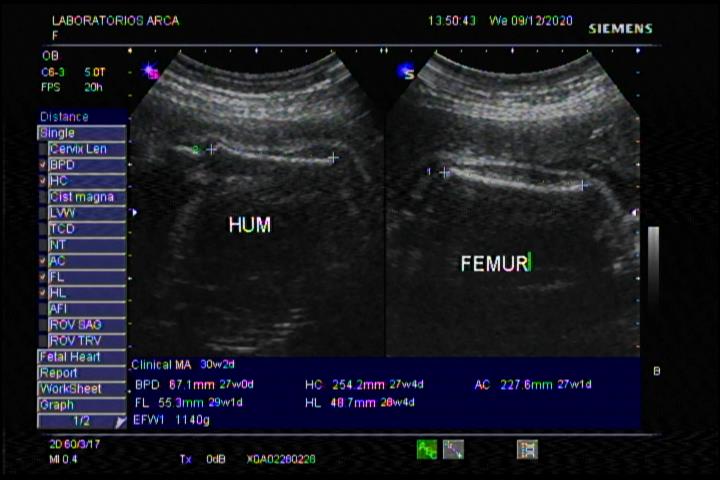 LABORATORIOS ARCA
F
13:50:43 We 09/12/2020
SIEMENS
OB
C6-3 5.0T
FPS 20h
Distance
Single
Cervix Len
BPD
HC
Cist magna
LVW
TCD
NT
AC
FL
HL
AFI
ROV SAG
ROV TRV
Fetal Heart
Report
WorkSheet
Graph
1/2
S
2
HUM
S
1
FEMUR
B
Clinical MA 30w2d
BPD 67.1mm 27w0d HC 254.2mm 27w4d AC 227.6mm 27w1d
FL 55.3mm 29w1d HL 48.7mm 28w4d
EFW1 1140g
2D 60/3/17
MI 0.4 Tx 0dB X0A02280228
ABC